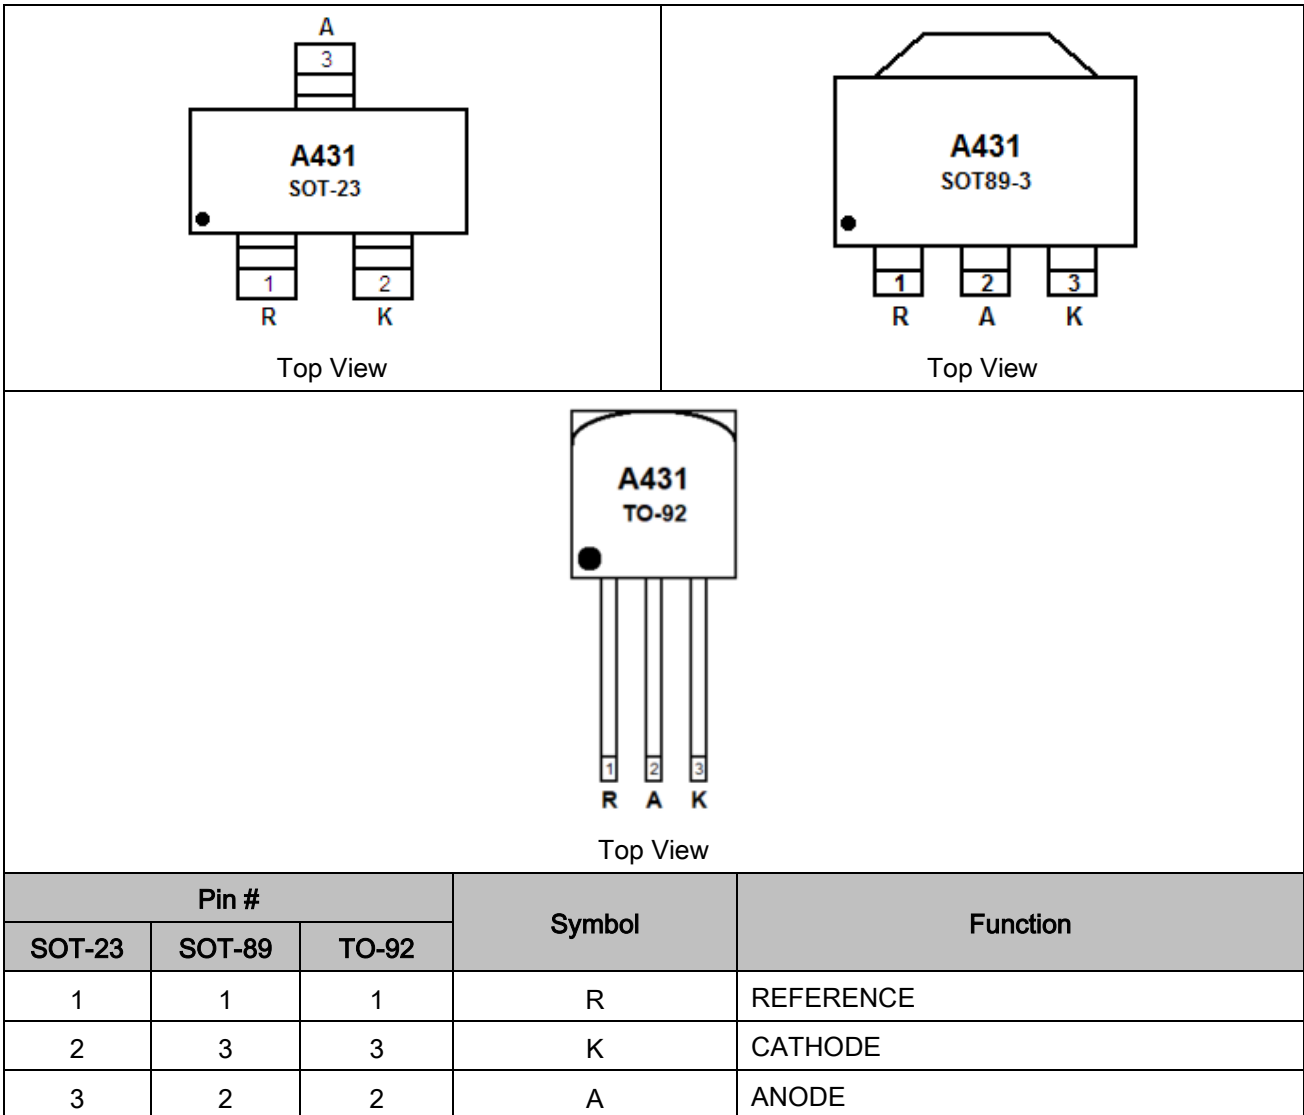 A
3
A431
SOT-23
1 2
R K
Top View
A431
SOT89-3
1 2 3
R A K
Top View
A431
TO-92
1 2 3
R A K
Top View
Pin # Symbol Function
SOT-23 SOT-89 TO-92
1 1 1 R REFERENCE
2 3 3 K CATHODE
3 2 2 A ANODE